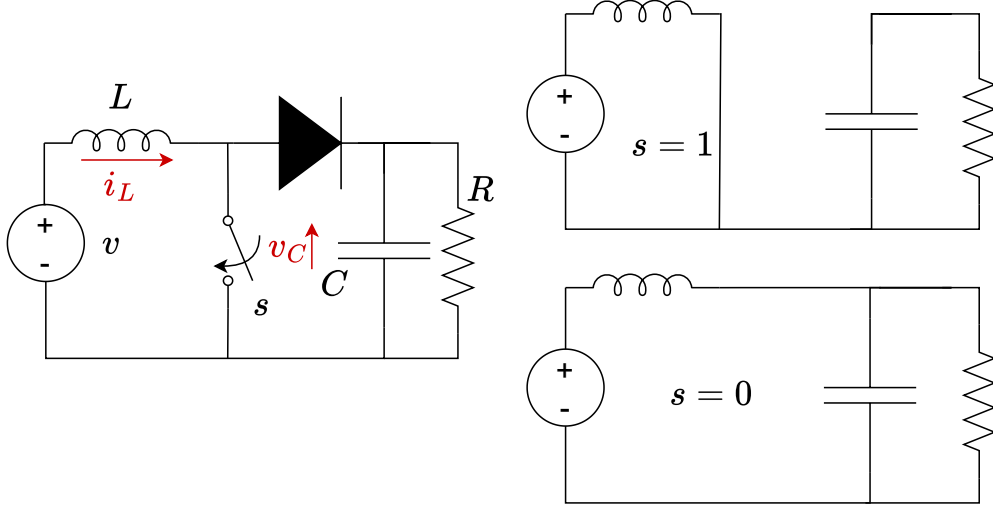 L
+
-
v
i_L
s
v_C
C
R
+
-
s = 1
+
-
s = 0